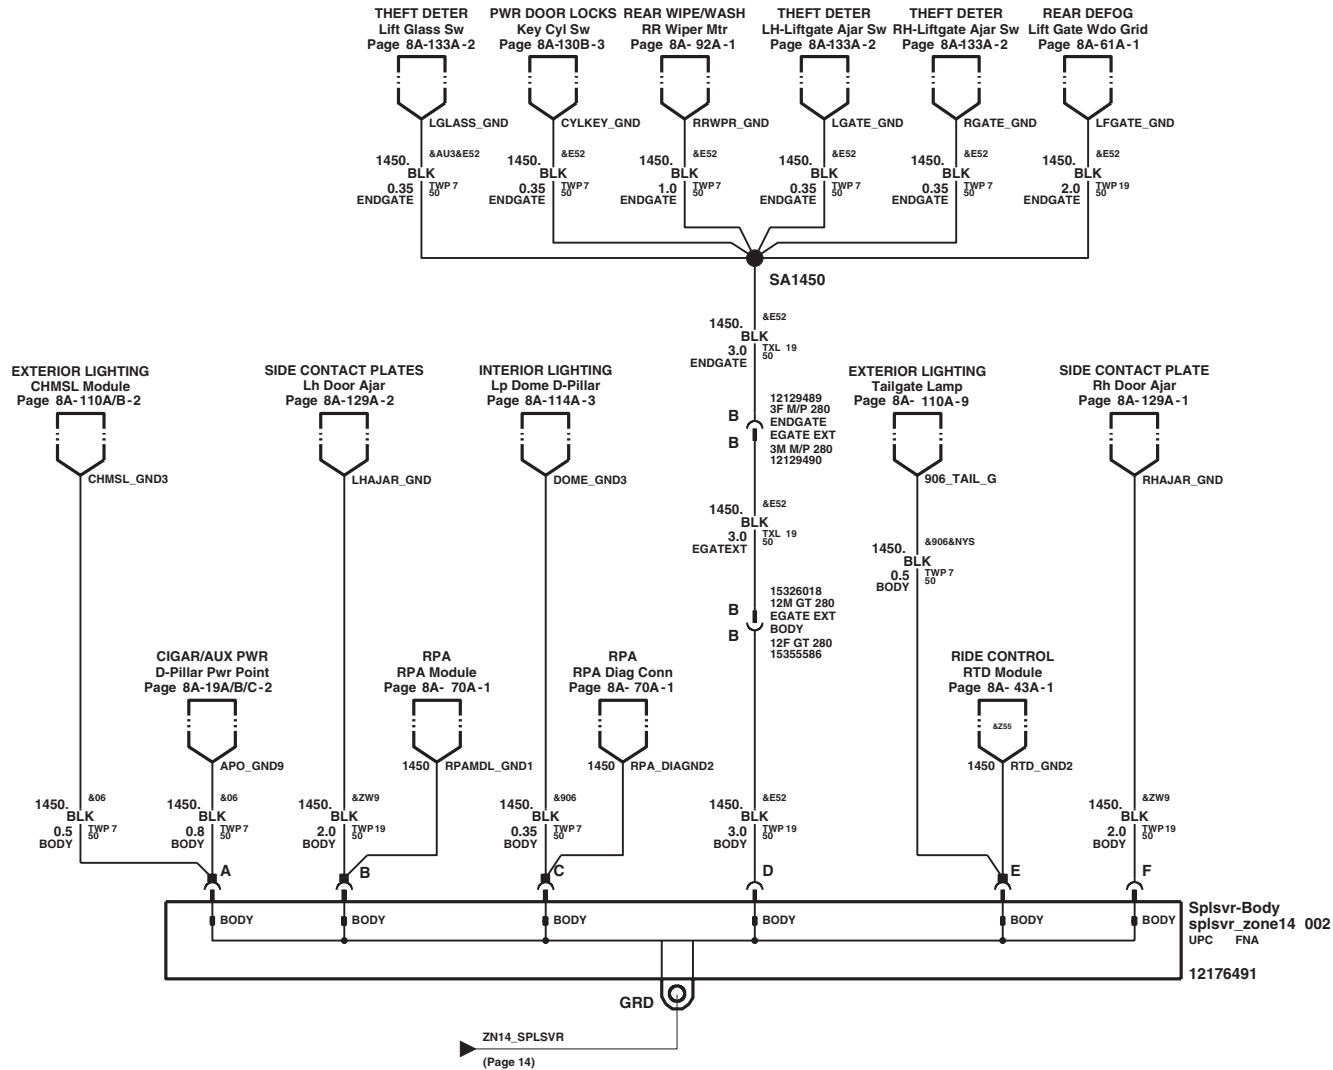 THEFT DETER
Lift Glass Sw
Page 8A-133A-2
PWR DOOR LOCKS
Key Cyl Sw
Page 8A-130B-3
REAR WIPE/WASH
RR Wiper Mtr
Page 8A- 92A-1
THEFT DETER
LH-Liftgate Ajar Sw
Page 8A-133A-2
THEFT DETER
RH-Liftgate Ajar Sw
Page 8A-133A-2
REAR DEFOG
Lift Gate Wdo Grid
Page 8A-61A-1
LGLASS_GND
CYLKEY_GND
RRWPR_GND
LGATE_GND
RGATE_GND
LFGATE_GND
1450. &AU3&E52
BLK
0.35 TWP 7
50
ENDGATE
1450. &E52
BLK
0.35 TWP 7
50
ENDGATE
1450. &E52
BLK
1.0 TWP 7
50
ENDGATE
1450. &E52
BLK
0.35 TWP 7
50
ENDGATE
1450. &E52
BLK
0.35 TWP 7
50
ENDGATE
1450. &E52
BLK
2.0 TWP 19
50
ENDGATE
SA1450
1450. &E52
BLK
3.0 TXL 19
50
ENDGATE
EXTERIOR LIGHTING
CHMSL Module
Page 8A-110A/B-2
SIDE CONTACT PLATES
Lh Door Ajar
Page 8A-129A-2
INTERIOR LIGHTING
Lp Dome D-Pillar
Page 8A-114A-3
EXTERIOR LIGHTING
Tailgate Lamp
Page 8A- 110A-9
SIDE CONTACT PLATE
Rh Door Ajar
Page 8A-129A-1
B
B
12129489
3F M/P 280
ENDGATE
EGATE EXT
3M M/P 280
12129490
CHMSL_GND3
LHAJAR_GND
DOME_GND3
906_TAIL_G
RHAJAR_GND
1450. &E52
BLK
3.0 TXL 19
50
EGATEXT
1450. &906&NYS
BLK
0.5 TWP 7
50
BODY
B
B
15326018
12M GT 280
EGATE EXT
BODY
12F GT 280
15355586
CIGAR/AUX PWR
D-Pillar Pwr Point
Page 8A-19A/B/C-2
RPA
RPA Module
Page 8A- 70A-1
RPA
RPA Diag Conn
Page 8A- 70A-1
RIDE CONTROL
RTD Module
Page 8A- 43A-1
&Z55
APO_GND9
1450 RPAMDL_GND1
1450 RPA_DIAGND2
1450 RTD_GND2
1450. &06
BLK
0.5 TWP 7
50
BODY
1450. &06
BLK
0.8 TWP 7
50
BODY
1450. &ZW9
BLK
2.0 TWP 19
50
BODY
1450. &906
BLK
0.35 TWP 7
50
BODY
1450. &E52
BLK
3.0 TWP 19
50
BODY
1450. &ZW9
BLK
2.0 TWP 19
50
BODY
A
B
C
D
E
F
BODY
BODY
BODY
BODY
BODY
BODY
Splsvr-Body
splsvr_zone14 002
UPC FNA
12176491
GRD
ZN14_SPLSVR
(Page 14)